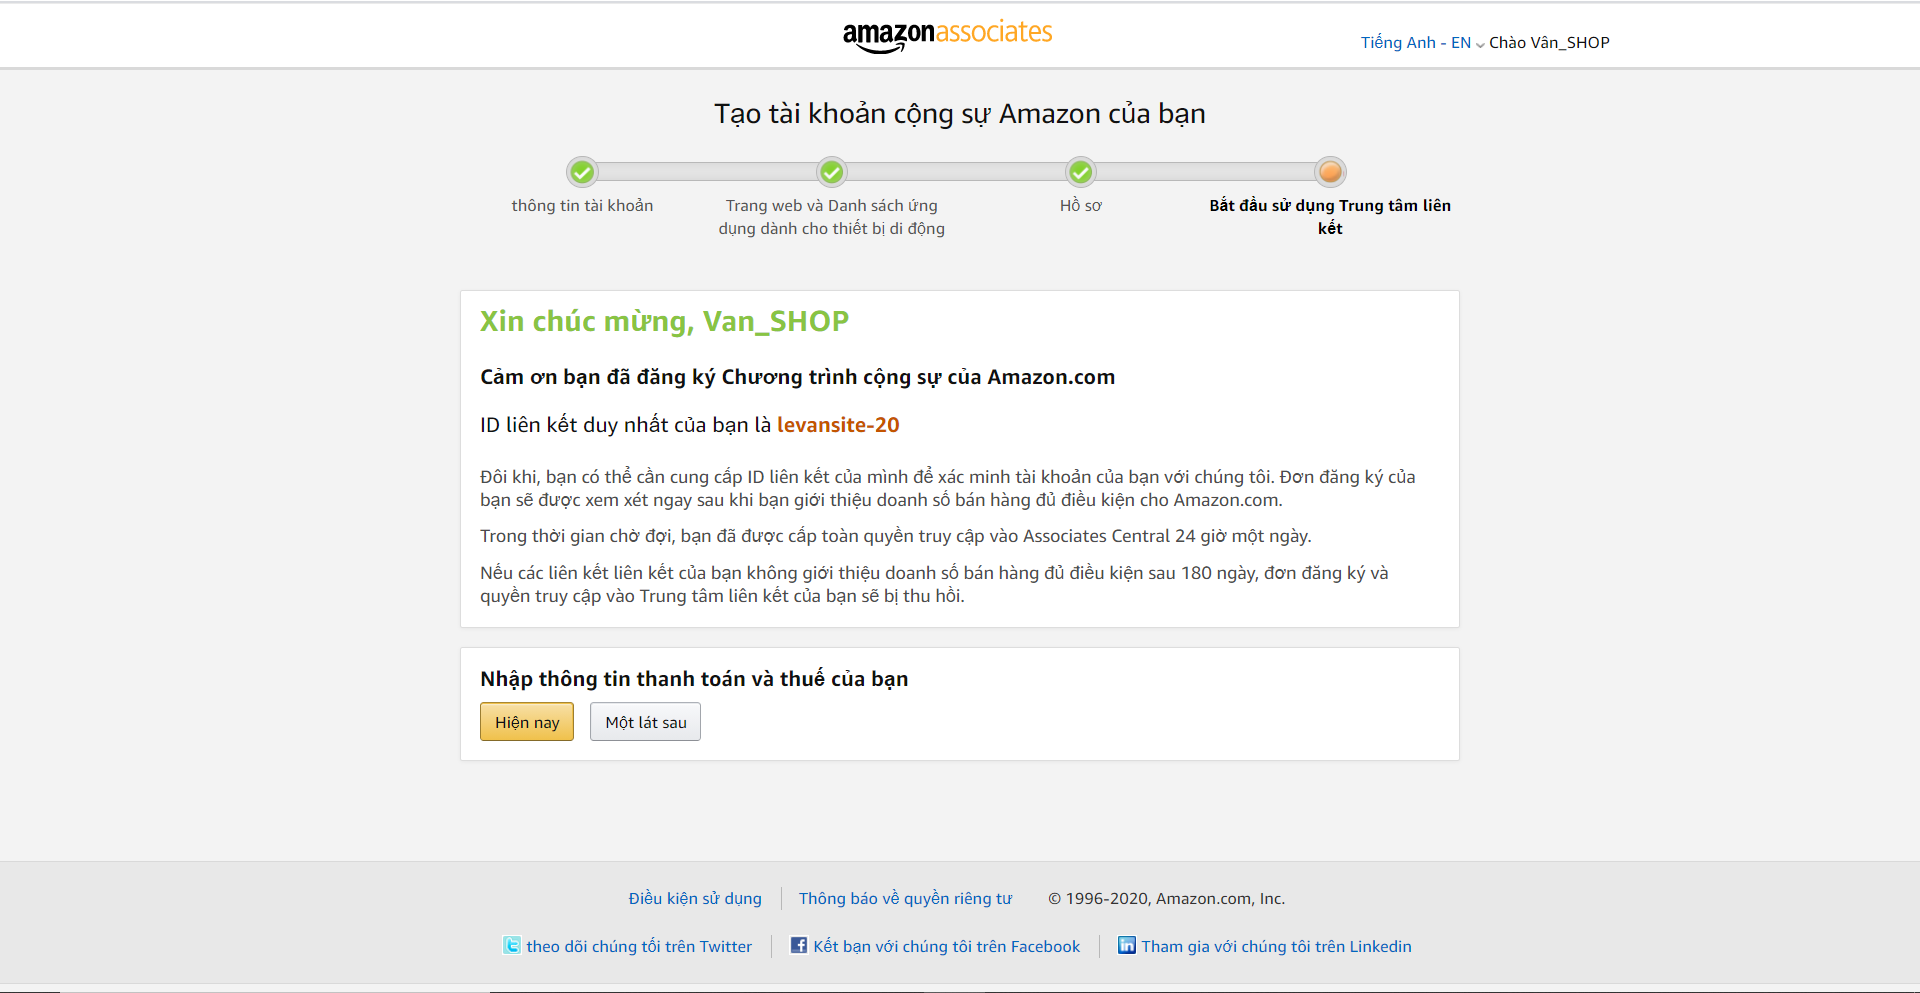 amazonassociates
Tiếng Anh - EN Chào Vân_SHOP
Tạo tài khoản cộng sự Amazon của bạn
thông tin tài khoản
Trang web và Danh sách ứng
dụng dành cho thiết bị di động
Hồ sơ
Bắt đầu sử dụng Trung tâm liên
kết
Xin chúc mừng, Van_SHOP
Cảm ơn bạn đã đăng ký Chương trình cộng sự của Amazon.com
ID liên kết duy nhất của bạn là levansite-20
Đôi khi, bạn có thể cần cung cấp ID liên kết của mình để xác minh tài khoản của bạn với chúng tôi. Đơn đăng ký của
bạn sẽ được xem xét ngay sau khi bạn giới thiệu doanh số bán hàng đủ điều kiện cho Amazon.com.
Trong thời gian chờ đợi, bạn đã được cấp toàn quyền truy cập vào Associates Central 24 giờ một ngày.
Nếu các liên kết liên kết của bạn không giới thiệu doanh số bán hàng đủ điều kiện sau 180 ngày, đơn đăng ký và
quyền truy cập vào Trung tâm liên kết của bạn sẽ bị thu hồi.
Nhập thông tin thanh toán và thuế của bạn
Hiện nay
Một lát sau
Điều kiện sử dụng
Thông báo về quyền riêng tư
© 1996-2020, Amazon.com, Inc.
theo dõi chúng tối trên Twitter
Kết bạn với chúng tôi trên Facebook
Tham gia với chúng tôi trên Linkedin